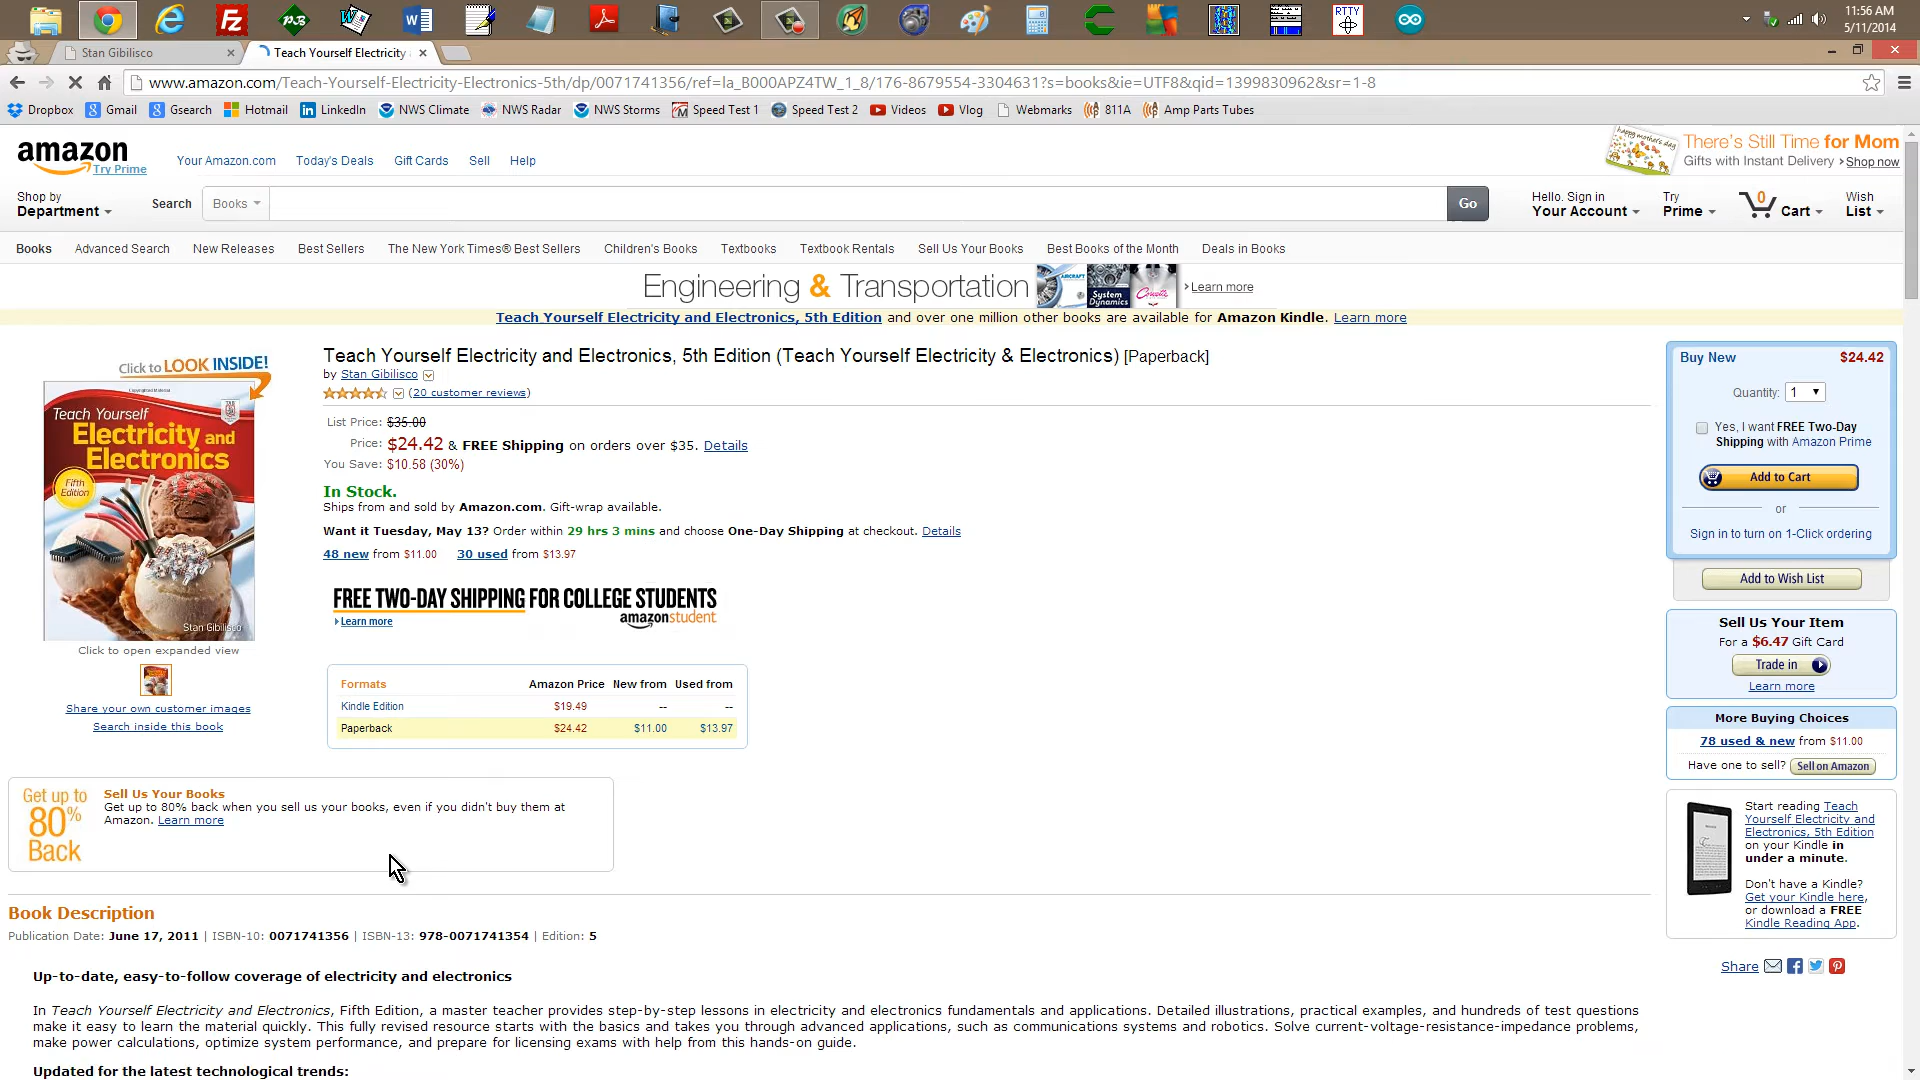 11:56 AM
5/11/2014
RTTY
Stan Gibilisco
Teach Yourself Electricity
www.amazon.com/Teach-Yourself-Electricity-Electronics-5th/dp/0071741356/ref=la_B000APZ4TW_1_8/176-8679554-3304631?s=books&ie=UTF8&qid=1399830962&sr=1-8
Dropbox Gmail Gsearch Hotmail LinkedIn NWS Climate NWS Radar NWS Storms Speed Test 1 Speed Test 2 Videos Vlog Webmarks 811A Amp Parts Tubes
amazon
Try Prime
Your Amazon.com Today's Deals Gift Cards Sell Help
happy mother's day
There's Still Time for Mom
Gifts with Instant Delivery Shop now
Shop by
Department
Search Books Go
Hello. Sign in
Your Account
Try
Prime
0
Cart
Wish
List
Books Advanced Search New Releases Best Sellers The New York Times® Best Sellers Children's Books Textbooks Textbook Rentals Sell Us Your Books Best Books of the Month Deals in Books
Engineering & Transportation AIRCRAFT System Dynamics Corvette Learn more
Teach Yourself Electricity and Electronics, 5th Edition and over one million other books are available for Amazon Kindle. Learn more
Click to LOOK INSIDE!
Copyrighted Material
Teach Yourself
Electricity and
Electronics
Fifth
Edition
Stan Gibilisco
Click to open expanded view
Share your own customer images
Search inside this book
Teach Yourself Electricity and Electronics, 5th Edition (Teach Yourself Electricity & Electronics) [Paperback]
by Stan Gibilisco
(20 customer reviews)
List Price: $35.00
Price: $24.42 & FREE Shipping on orders over $35. Details
You Save: $10.58 (30%)
In Stock.
Ships from and sold by Amazon.com. Gift-wrap available.
Want it Tuesday, May 13? Order within 29 hrs 3 mins and choose One-Day Shipping at checkout. Details
48 new from $11.00 30 used from $13.97
FREE TWO-DAY SHIPPING FOR COLLEGE STUDENTS
Learn more amazonstudent
Formats Amazon Price New from Used from
Kindle Edition $19.49 -- --
Paperback $24.42 $11.00 $13.97
Get up to
80%
Back
Sell Us Your Books
Get up to 80% back when you sell us your books, even if you didn't buy them at
Amazon. Learn more
Buy New $24.42
Quantity: 1
Yes, I want FREE Two-Day
Shipping with Amazon Prime
Add to Cart
or
Sign in to turn on 1-Click ordering
Add to Wish List
Sell Us Your Item
For a $6.47 Gift Card
Trade in
Learn more
More Buying Choices
78 used & new from $11.00
Have one to sell? Sell on Amazon
Start reading Teach
Yourself Electricity and
Electronics, 5th Edition
on your Kindle in
under a minute.
Don't have a Kindle?
Get your Kindle here,
or download a FREE
Kindle Reading App.
Share
Book Description
Publication Date: June 17, 2011 | ISBN-10: 0071741356 | ISBN-13: 978-0071741354 | Edition: 5
Up-to-date, easy-to-follow coverage of electricity and electronics
In Teach Yourself Electricity and Electronics, Fifth Edition, a master teacher provides step-by-step lessons in electricity and electronics fundamentals and applications. Detailed illustrations, practical examples, and hundreds of test questions
make it easy to learn the material quickly. This fully revised resource starts with the basics and takes you through advanced applications, such as communications systems and robotics. Solve current-voltage-resistance-impedance problems,
make power calculations, optimize system performance, and prepare for licensing exams with help from this hands-on guide.
Updated for the latest technological trends: